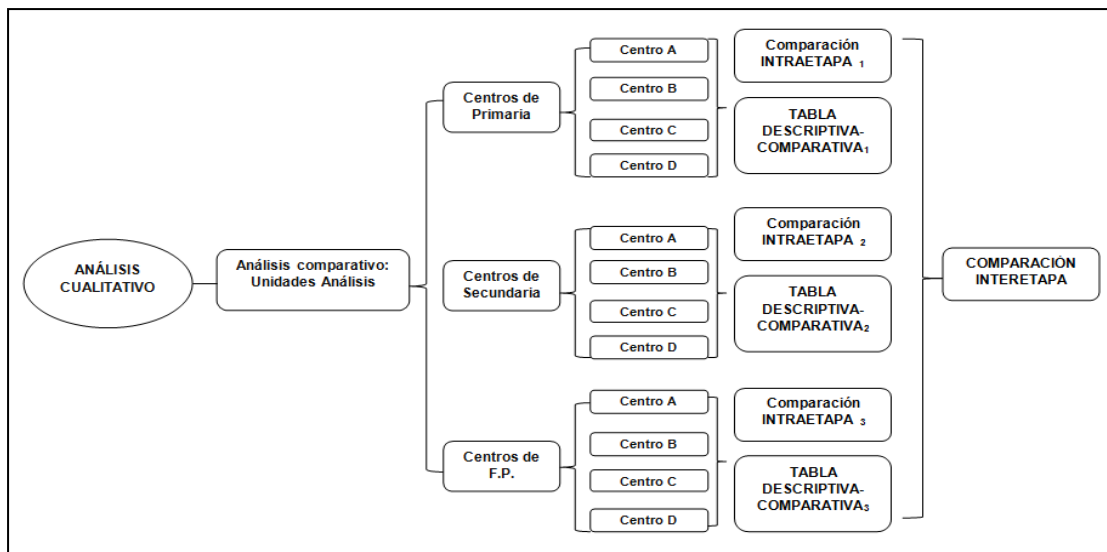 ANÁLISIS
CUALITATIVO
Análisis comparativo:
Unidades Análisis
Centros de
Primaria
Centro A
Centro B
Centro C
Centro D
Comparación
INTRAETAPA 1
TABLA
DESCRIPTIVA-
COMPARATIVA1
Centros de
Secundaria
Centro A
Centro B
Centro C
Centro D
Comparación
INTRAETAPA 2
TABLA
DESCRIPTIVA-
COMPARATIVA2
Centros de
F.P.
Centro A
Centro B
Centro C
Centro D
Comparación
INTRAETAPA 3
TABLA
DESCRIPTIVA-
COMPARATIVA3
COMPARACIÓN
INTERETAPA